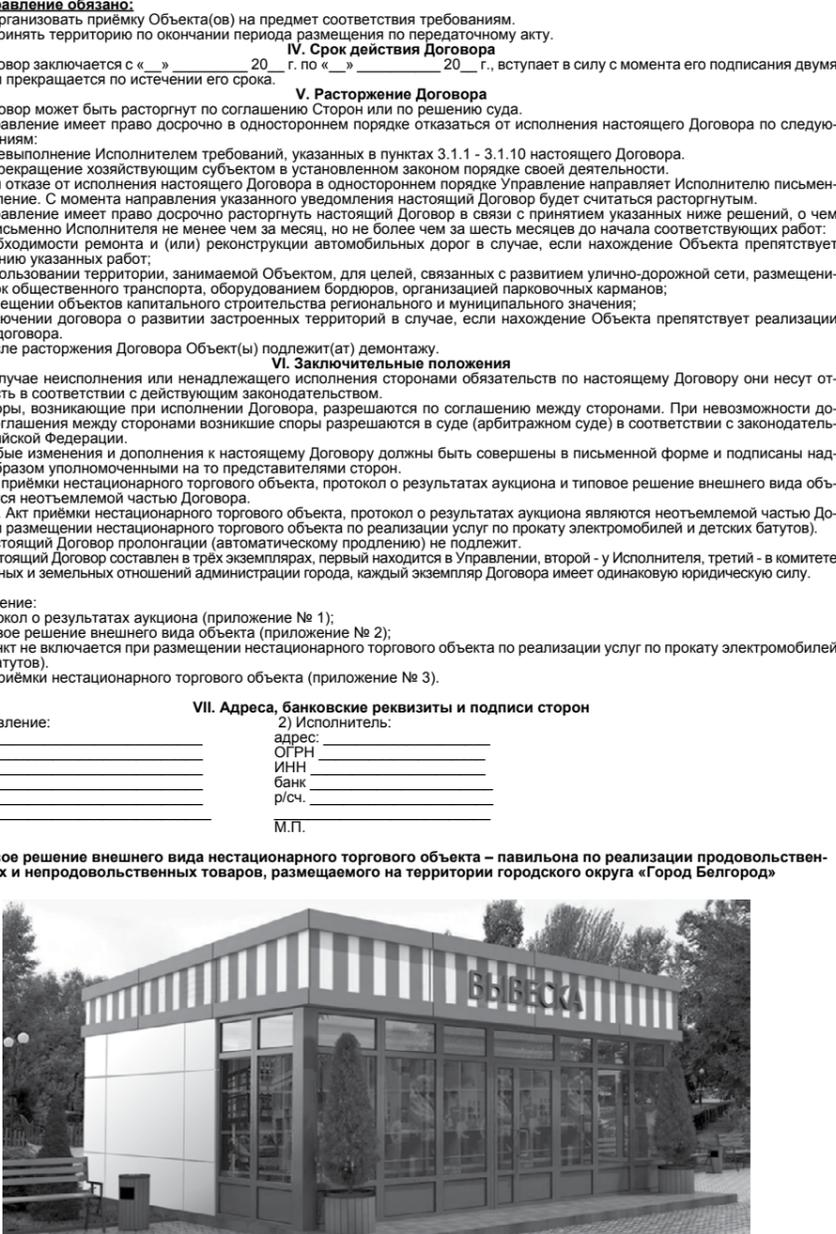 равление обязано:
рганизовать приёмку Объекта(ов) на предмет соответствия требованиям.
ринять территорию по окончании периода размещения по передаточному акту.
IV. Срок действия Договора
овор заключается с «__» _________ 20__ г. по «__» __________ 20__ г., вступает в силу с момента его подписания двумя
и прекращается по истечении его срока.
V. Расторжение Договора
овор может быть расторгнут по соглашению Сторон или по решению суда.
авление имеет право досрочно в одностороннем порядке отказаться от исполнения настоящего Договора по следую-
ниям:
евыполнение Исполнителем требований, указанных в пунктах 3.1.1 - 3.1.10 настоящего Договора.
рекращение хозяйствующим субъектом в установленном законом порядке своей деятельности.
и отказе от исполнения настоящего Договора в одностороннем порядке Управление направляет Исполнителю письмен-
ление. С момента направления указанного уведомления настоящий Договор будет считаться расторгнутым.
равление имеет право досрочно расторгнуть настоящий Договор в связи с принятием указанных ниже решений, о чем
исьменно Исполнителя не менее чем за месяц, но не более чем за шесть месяцев до начала соответствующих работ:
бходимости ремонта и (или) реконструкции автомобильных дорог в случае, если нахождение Объекта препятствует
нию указанных работ;
ользовании территории, занимаемой Объектом, для целей, связанных с развитием улично-дорожной сети, размещени-
ок общественного транспорта, оборудованием бордюров, организацией парковочных карманов;
мещении объектов капитального строительства регионального и муниципального значения;
лючении договора о развитии застроенных территорий в случае, если нахождение Объекта препятствует реализации
договора.
сле расторжения Договора Объект(ы) подлежит(ат) демонтажу.
VI. Заключительные положения
лучае неисполнения или ненадлежащего исполнения сторонами обязательств по настоящему Договору они несут от-
сть в соответствии с действующим законодательством.
оры, возникающие при исполнении Договора, разрешаются по соглашению между сторонами. При невозможности до-
оглашения между сторонами возникшие споры разрешаются в суде (арбитражном суде) в соответствии с законодатель-
ийской Федерации.
бые изменения и дополнения к настоящему Договору должны быть совершены в письменной форме и подписаны над-
бразом уполномоченными на то представителями сторон.
приёмки нестационарного торгового объекта, протокол о результатах аукциона и типовое решение внешнего вида объ-
тся неотъемлемой частью Договора.
. Акт приёмки нестационарного торгового объекта, протокол о результатах аукциона являются неотъемлемой частью До-
и размещении нестационарного торгового объекта по реализации услуг по прокату электромобилей и детских батутов).
стоящий Договор пролонгации (автоматическому продлению) не подлежит.
тоящий Договор составлен в трёх экземплярах, первый находится в Управлении, второй - у Исполнителя, третий - в комитете
ных и земельных отношений администрации города, каждый экземпляр Договора имеет одинаковую юридическую силу.
ение:
окол о результатах аукциона (приложение № 1);
вое решение внешнего вида объекта (приложение № 2);
нкт не включается при размещении нестационарного торгового объекта по реализации услуг по прокату электромобилей
атутов).
риёмки нестационарного торгового объекта (приложение № 3).
VII. Адреса, банковские реквизиты и подписи сторон
вление:
2) Исполнитель:
адрес: ____________________
ОГРН ____________________
ИНН _____________________
банк ______________________
р/сч. ______________________
М.П.
вое решение внешнего вида нестационарного торгового объекта – павильона по реализации продовольствен-
х и непродовольственных товаров, размещаемого на территории городского округа «Город Белгород»
ВЫВЕСКА